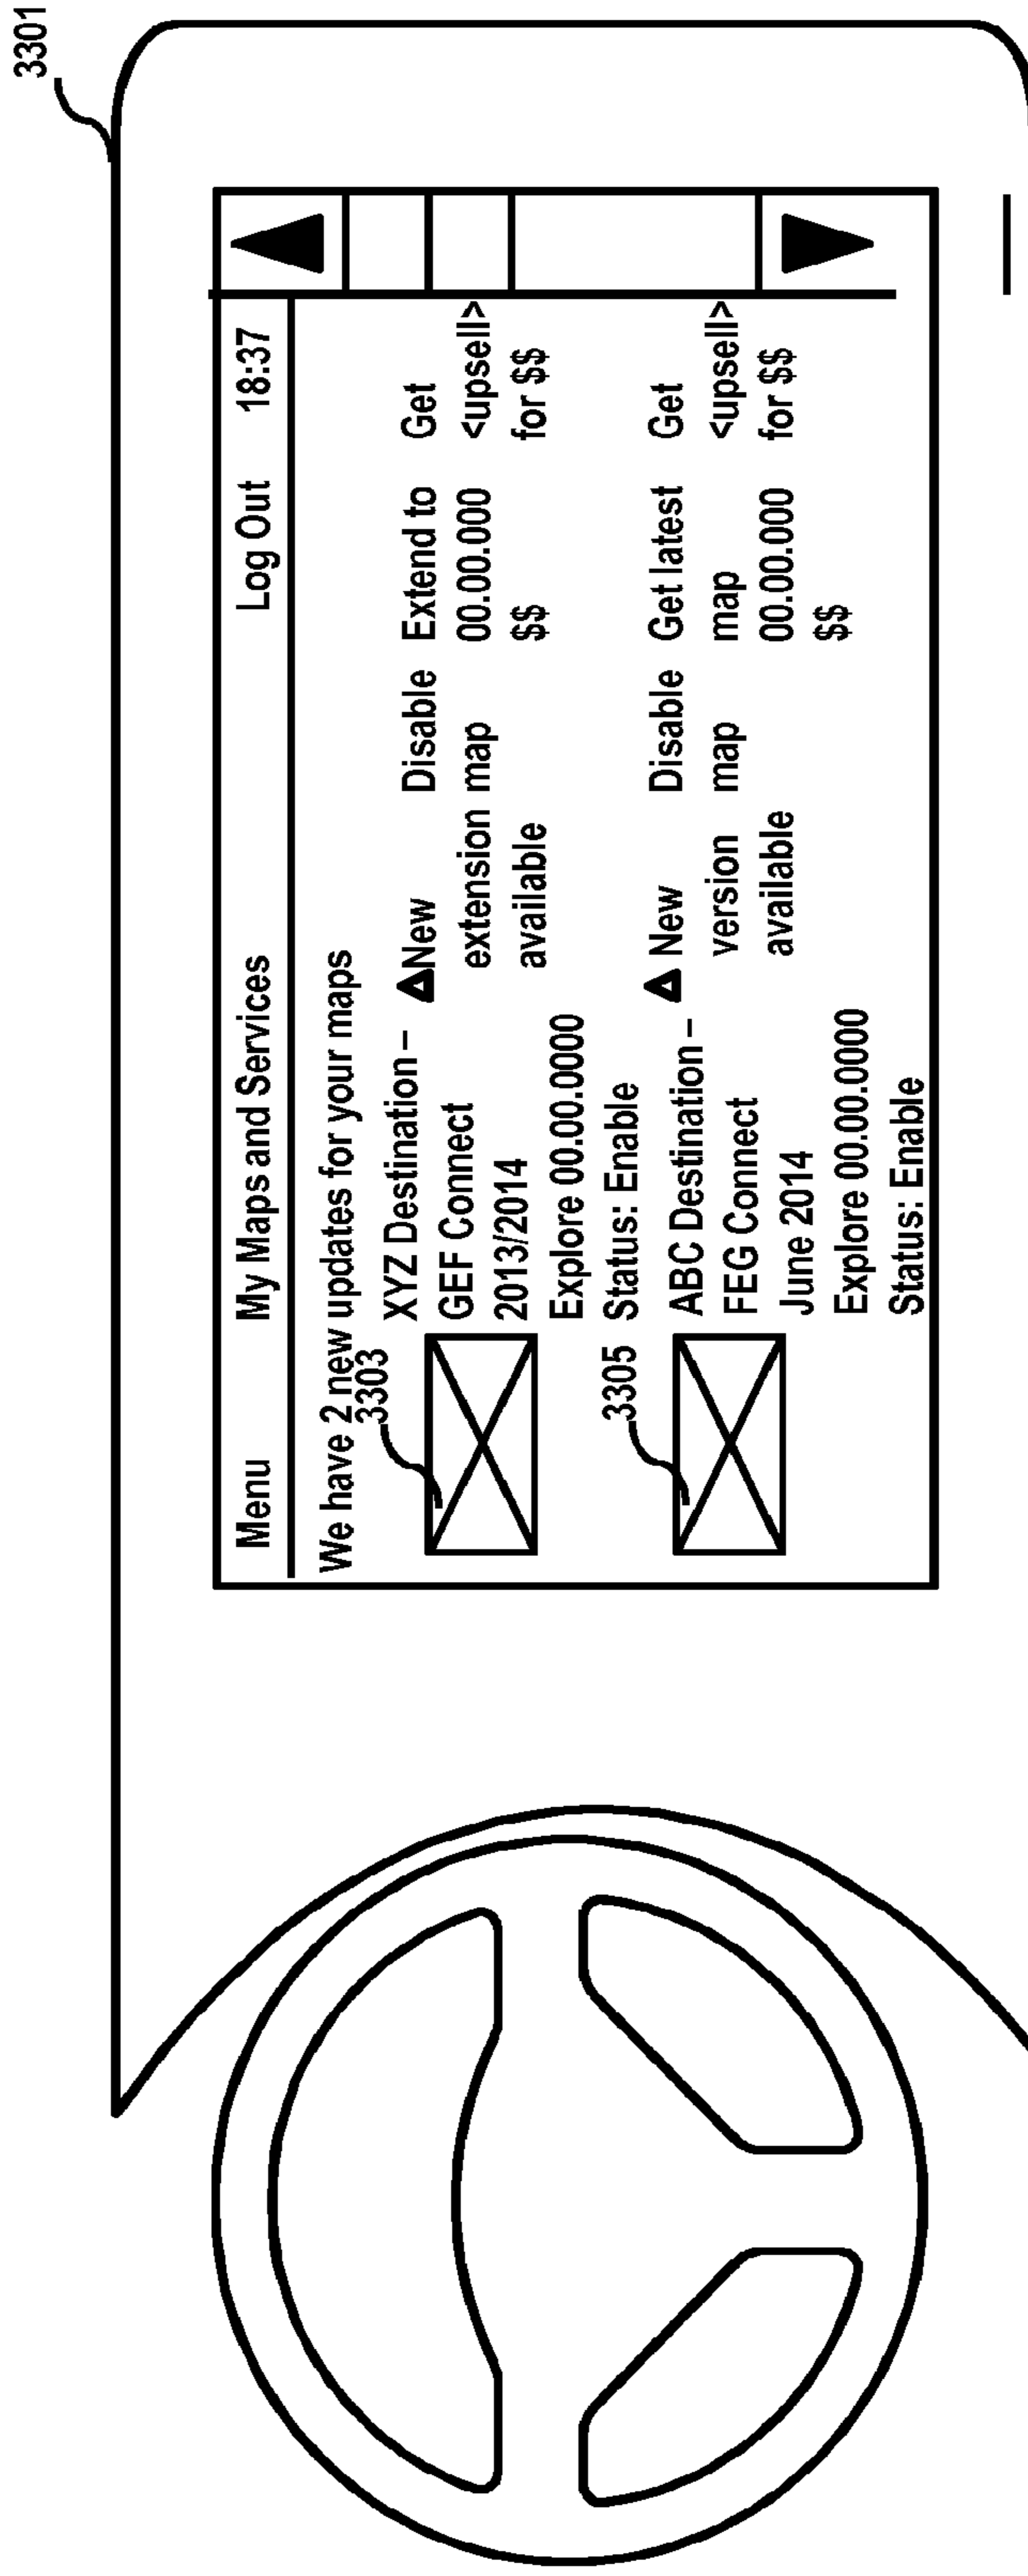 3301
Menu My Maps and Services Log Out 18:37
We have 2 new updates for your maps
3303
XYZ Destination –
GEF Connect
2013/2014
Explore 00.00.0000
Status: Enable
New
extension
available
Disable
map
Extend to
00.00.000
$$
Get
<upsell>
for $$
3305
ABC Destination –
FEG Connect
June 2014
Explore 00.00.0000
Status: Enable
New
version
available
Disable
map
Get latest
map
00.00.000
$$
Get
<upsell>
for $$